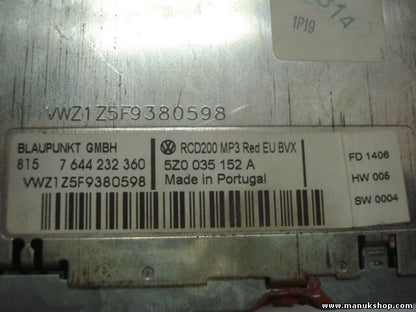 1P19
VWZ1Z5F9380598
BLAUPUNKT GMBH
815 7 644 232 360
VWZ1Z5F9380598
RCD200 MP3 Red EU BVX
5Z0 035 152 A
Made in Portugal
FD 1406
HW 005
SW 0004
www.manukshop.com